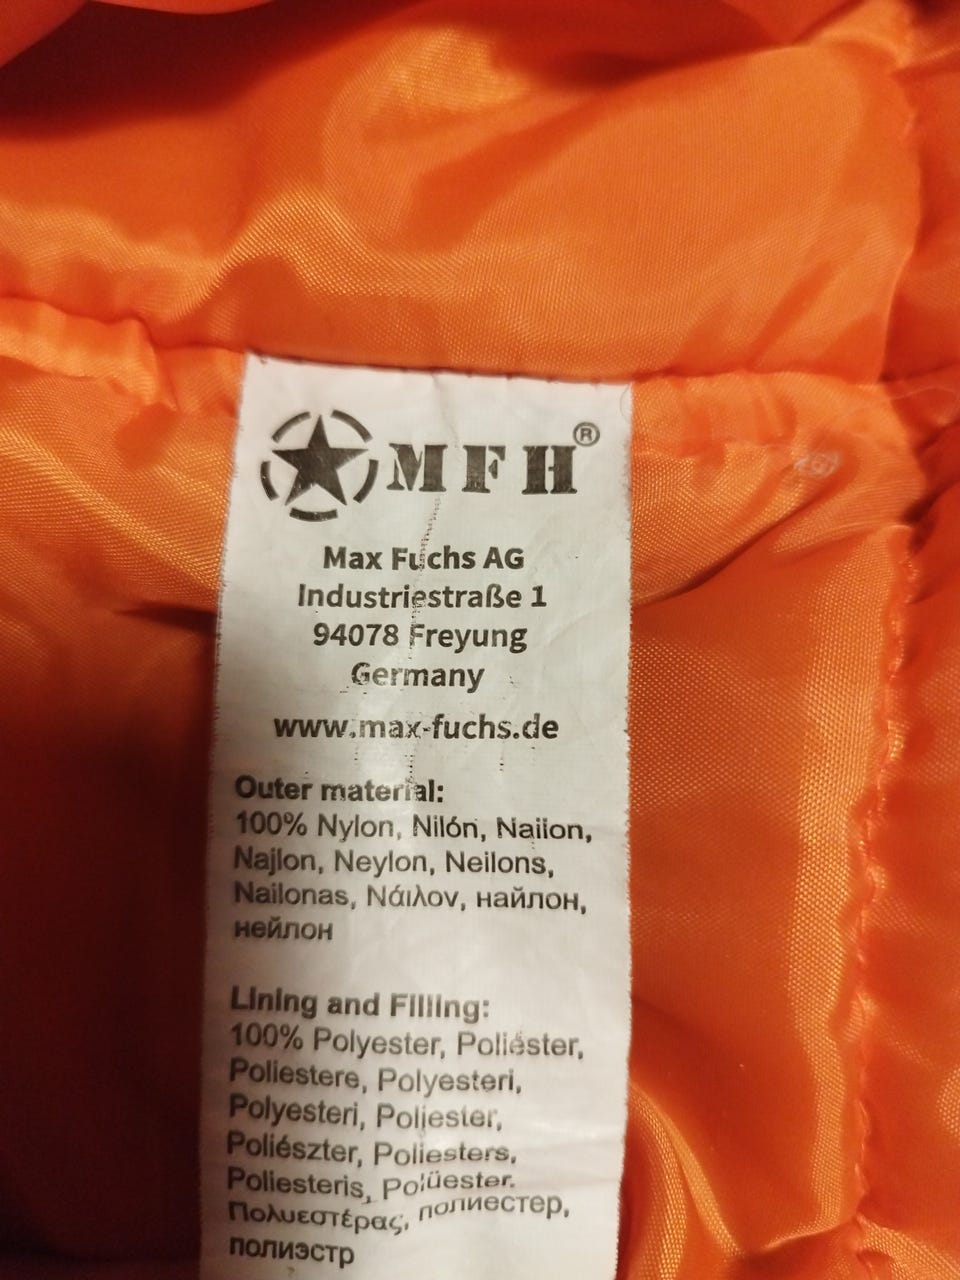 MFH®
Max Fuchs AG
Industriestraße 1
94078 Freyung
Germany
www.max-fuchs.de
Outer material:
100% Nylon, Nilón, Nailon,
Najlon, Neylon, Neilons,
Nailonas, Νάιλον, найлон,
нейлон
Lining and Filling:
100% Polyester, Poliéster,
Poliestere, Polyesteri,
Polyesteri, Poliester,
Poliészter, Poliesters,
Poliesteris, Polüester.
Πολυεστέρας, полиестер,
полиэстр